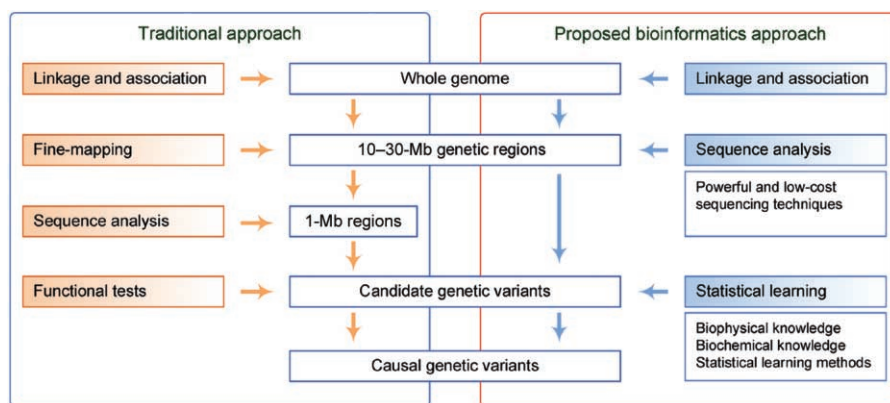 Traditional approach
Proposed bioinformatics approach
Linkage and association
Whole genome
Linkage and association
Fine-mapping
10–30-Mb genetic regions
Sequence analysis
Powerful and low-cost
sequencing techniques
Sequence analysis
1-Mb regions
Functional tests
Candidate genetic variants
Statistical learning
Biophysical knowledge
Biochemical knowledge
Statistical learning methods
Causal genetic variants